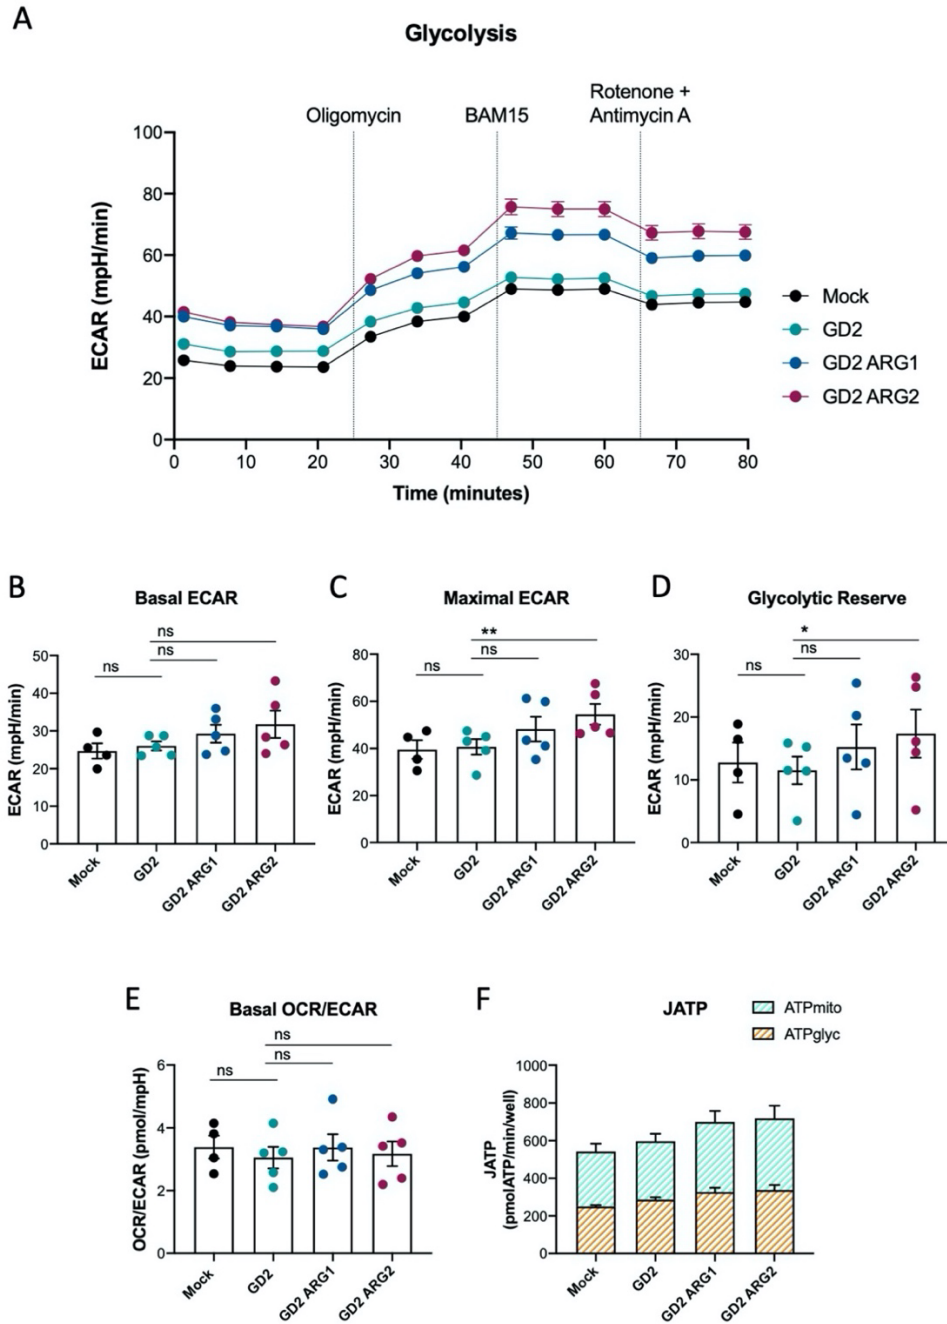 A
Glycolysis
Oligomycin
BAM15
Rotenone +
Antimycin A
ECAR (mpH/min)
100
80
60
40
20
0
0 10 20 30 40 50 60 70 80
Time (minutes)
Mock
GD2
GD2 ARG1
GD2 ARG2
B
Basal ECAR
ns
ns
ns
ECAR (mpH/min)
50
40
30
20
10
0
Mock
GD2
GD2 ARG1
GD2 ARG2
C
Maximal ECAR
**
ns
ns
ECAR (mpH/min)
80
60
40
20
0
Mock
GD2
GD2 ARG1
GD2 ARG2
D
Glycolytic Reserve
*
ns
ns
ECAR (mpH/min)
30
20
10
0
Mock
GD2
GD2 ARG1
GD2 ARG2
E
Basal OCR/ECAR
ns
ns
ns
OCR/ECAR (pmol/mpH)
6
4
2
0
Mock
GD2
GD2 ARG1
GD2 ARG2
F
JATP
ATPmito
ATPglyc
JATP
(pmolATP/min/well)
1000
800
600
400
200
0
Mock
GD2
GD2 ARG1
GD2 ARG2